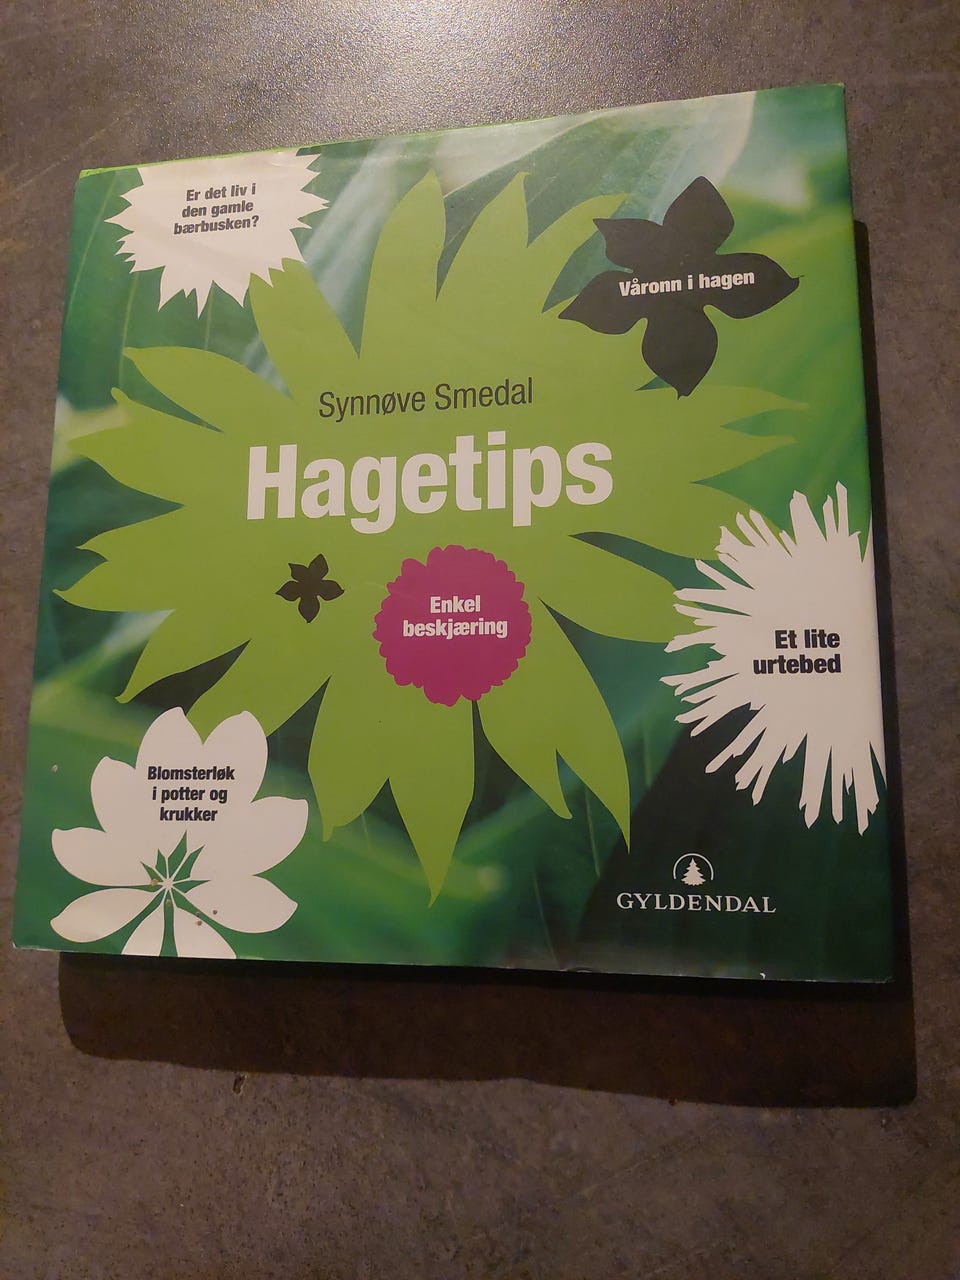 Er det liv i
den gamle
bærbusken?
Våronn i hagen
Synnøve Smedal
Hagetips
Enkel
beskjæring
Et lite
urtebed
Blomsterløk
i potter og
krukker
GYLDENDAL